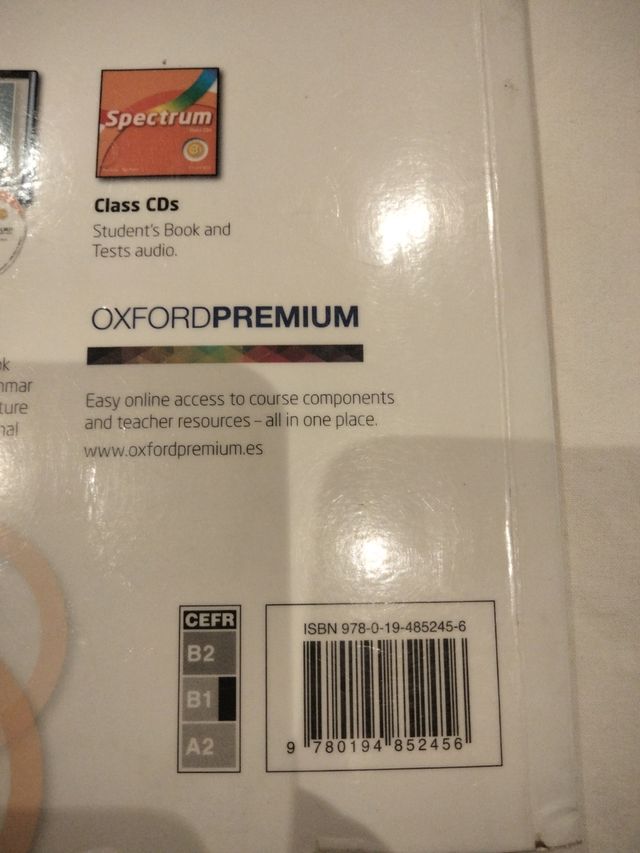 Spectrum
Class CDs
Student's Book and
Tests audio.
OXFORDPREMIUM
Easy online access to course components
and teacher resources – all in one place.
www.oxfordpremium.es
CEFR
B2
B1
A2
ISBN 978-0-19-485245-6
9 780194 852456